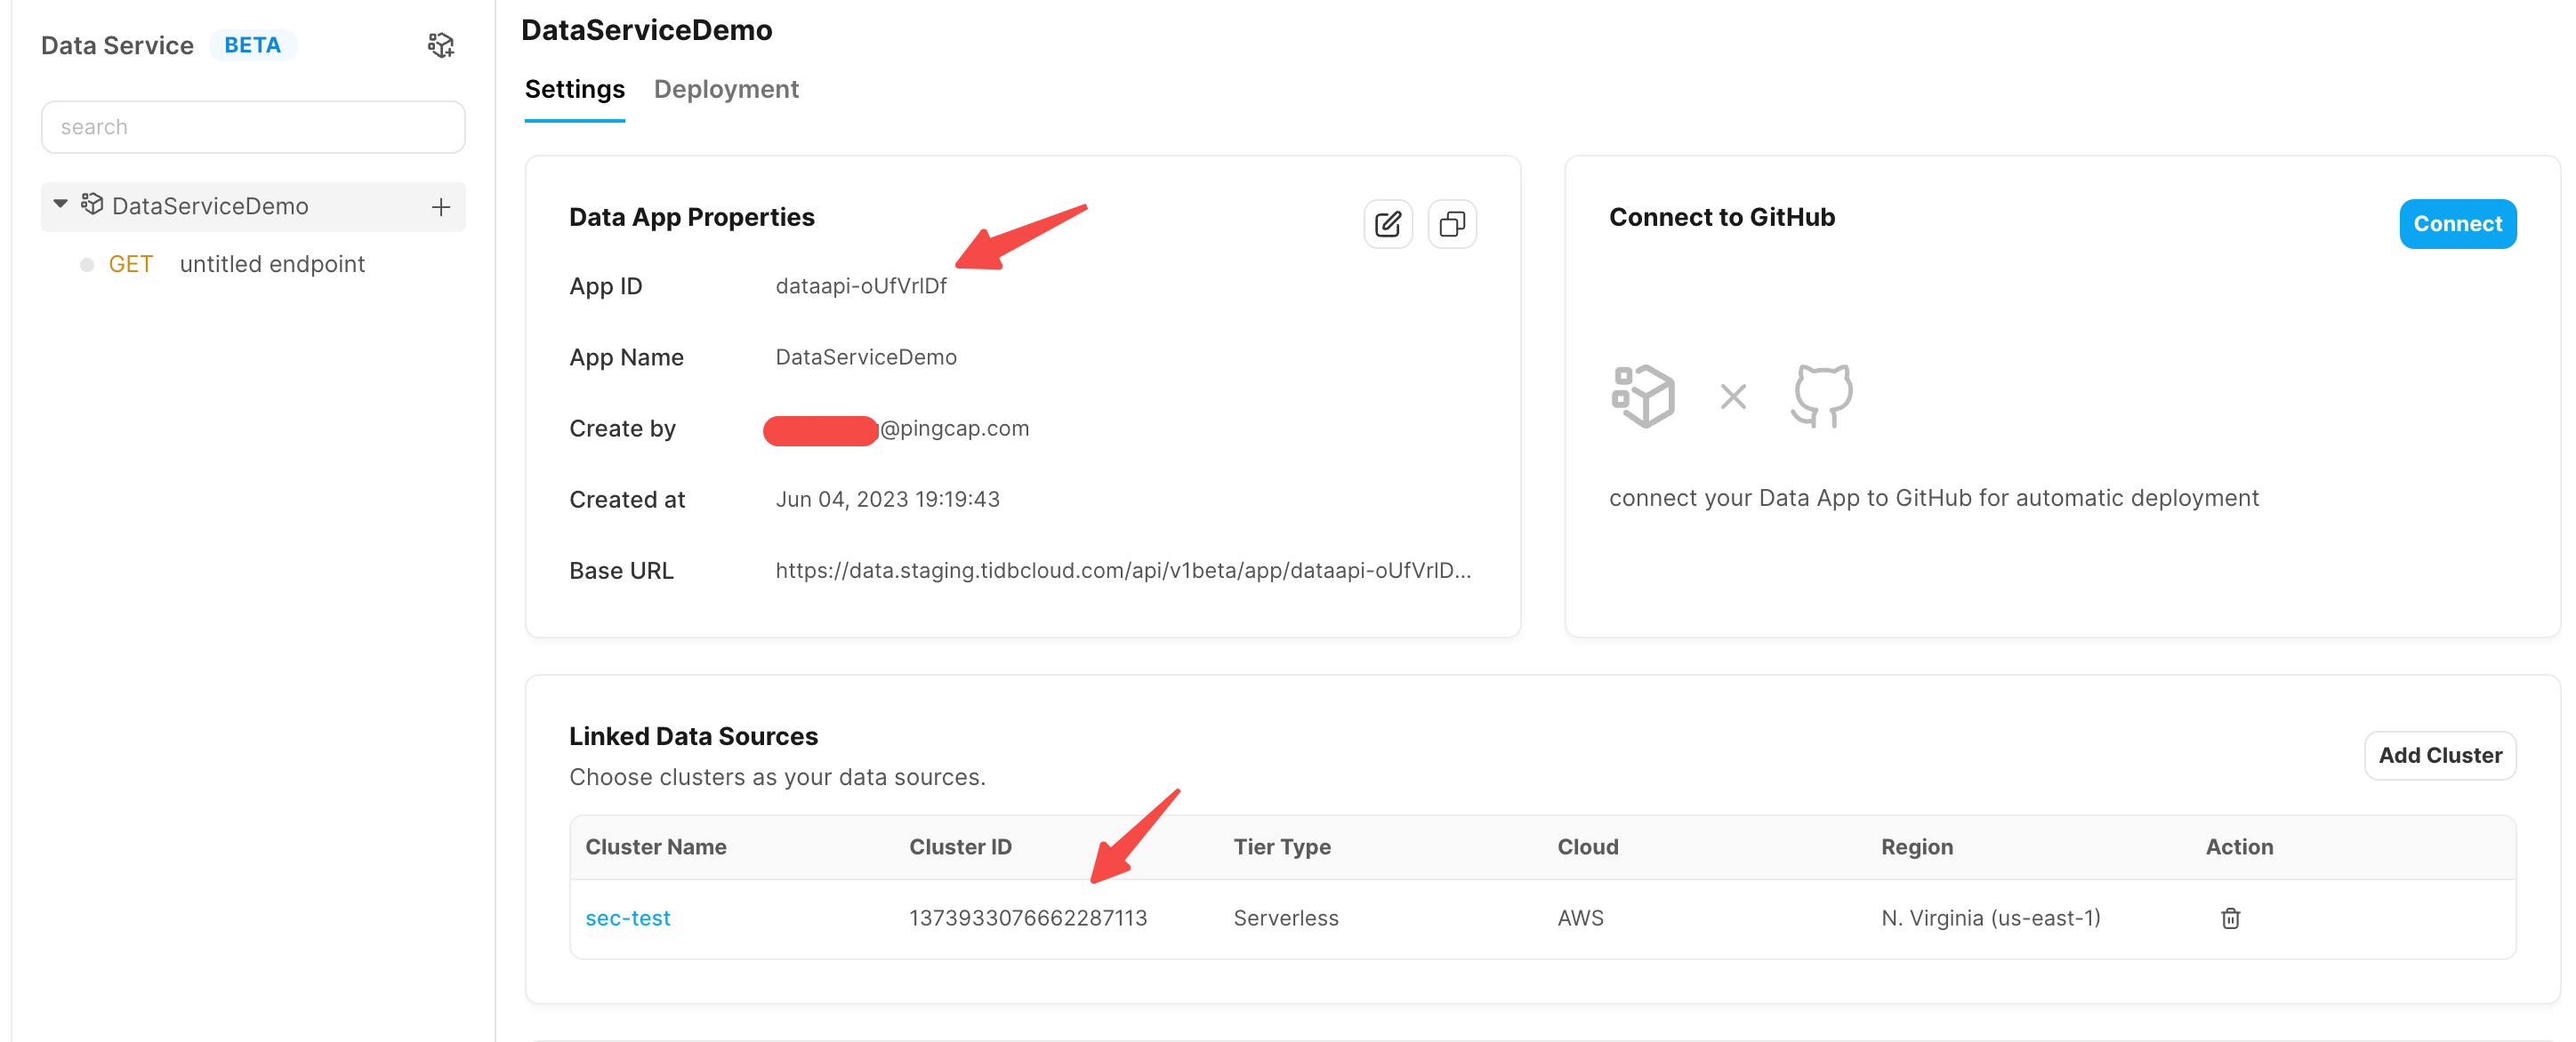 Data Service BETA
search
DataServiceDemo
GET untitled endpoint
DataServiceDemo
Settings Deployment
Data App Properties
App ID dataapi-oUfVrlDf
App Name DataServiceDemo
Create by @pingcap.com
Created at Jun 04, 2023 19:19:43
Base URL https://data.staging.tidbcloud.com/api/v1beta/app/dataapi-oUfVrlD...
Connect to GitHub
Connect
connect your Data App to GitHub for automatic deployment
Linked Data Sources
Choose clusters as your data sources.
Add Cluster
Cluster Name Cluster ID Tier Type Cloud Region Action
sec-test 1373933076662287113 Serverless AWS N. Virginia (us-east-1)